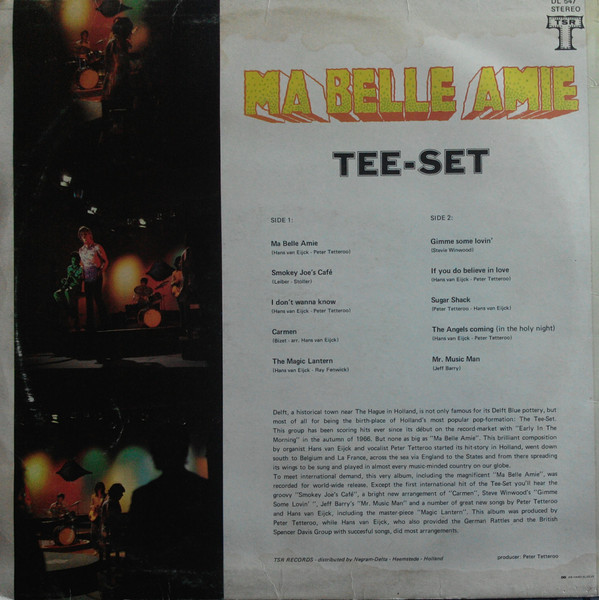 DL 547
STEREO
TSR
MA BELLE AMIE
TEE-SET
SIDE 1:
Ma Belle Amie
(Hans van Eijck - Peter Tetteroo)
Smokey Joe's Café
(Leiber - Stoller)
I don't wanna know
(Hans van Eijck - Peter Tetteroo)
Carmen
(Bizet - arr. Hans van Eijck)
The Magic Lantern
(Hans van Eijck - Ray Fenwick)
SIDE 2:
Gimme some lovin'
(Stevie Winwood)
If you do believe in love
(Hans van Eijck - Peter Tetteroo)
Sugar Shack
(Peter Tetteroo - Hans van Eijck)
The Angels coming (in the holy night)
(Hans van Eijck - Peter Tetteroo)
Mr. Music Man
(Jeff Barry)
Delft, a historical town near The Hague in Holland, is not only famous for its Delft Blue pottery, but
most of all for being the birth-place of Holland's most popular pop-formation: The Tee-Set.
This group has been scoring hits ever since its début on the record-market with "Early In The
Morning" in the autumn of 1966. But none as big as "Ma Belle Amie". This brilliant composition
by organist Hans van Eijck and vocalist Peter Tetteroo started its hit-story in Holland, went down
south to Belgium and La France, across the sea via England to the States and from there spreading
its wings to be sung and played in almost every music-minded country on our globe.
To meet international demand, this very album, including the magnificent "Ma Belle Amie", was
recorded for world-wide release. Except the first international hit of the Tee-Set you'll hear the
groovy "Smokey Joe's Café", a bright new arrangement of "Carmen", Steve Winwood's "Gimme
Some Lovin' ", Jeff Barry's "Mr. Music Man" and a number of great new songs by Peter Tetteroo
and Hans van Eijck, including the master-piece "Magic Lantern". This album was produced by
Peter Tetteroo, while Hans van Eijck, who also provided the German Rattles and the British
Spencer Davis Group with succesful songs, did most arrangements.
TSR RECORDS - distributed by Negram-Delta - Heemstede - Holland
producer: Peter Tetteroo